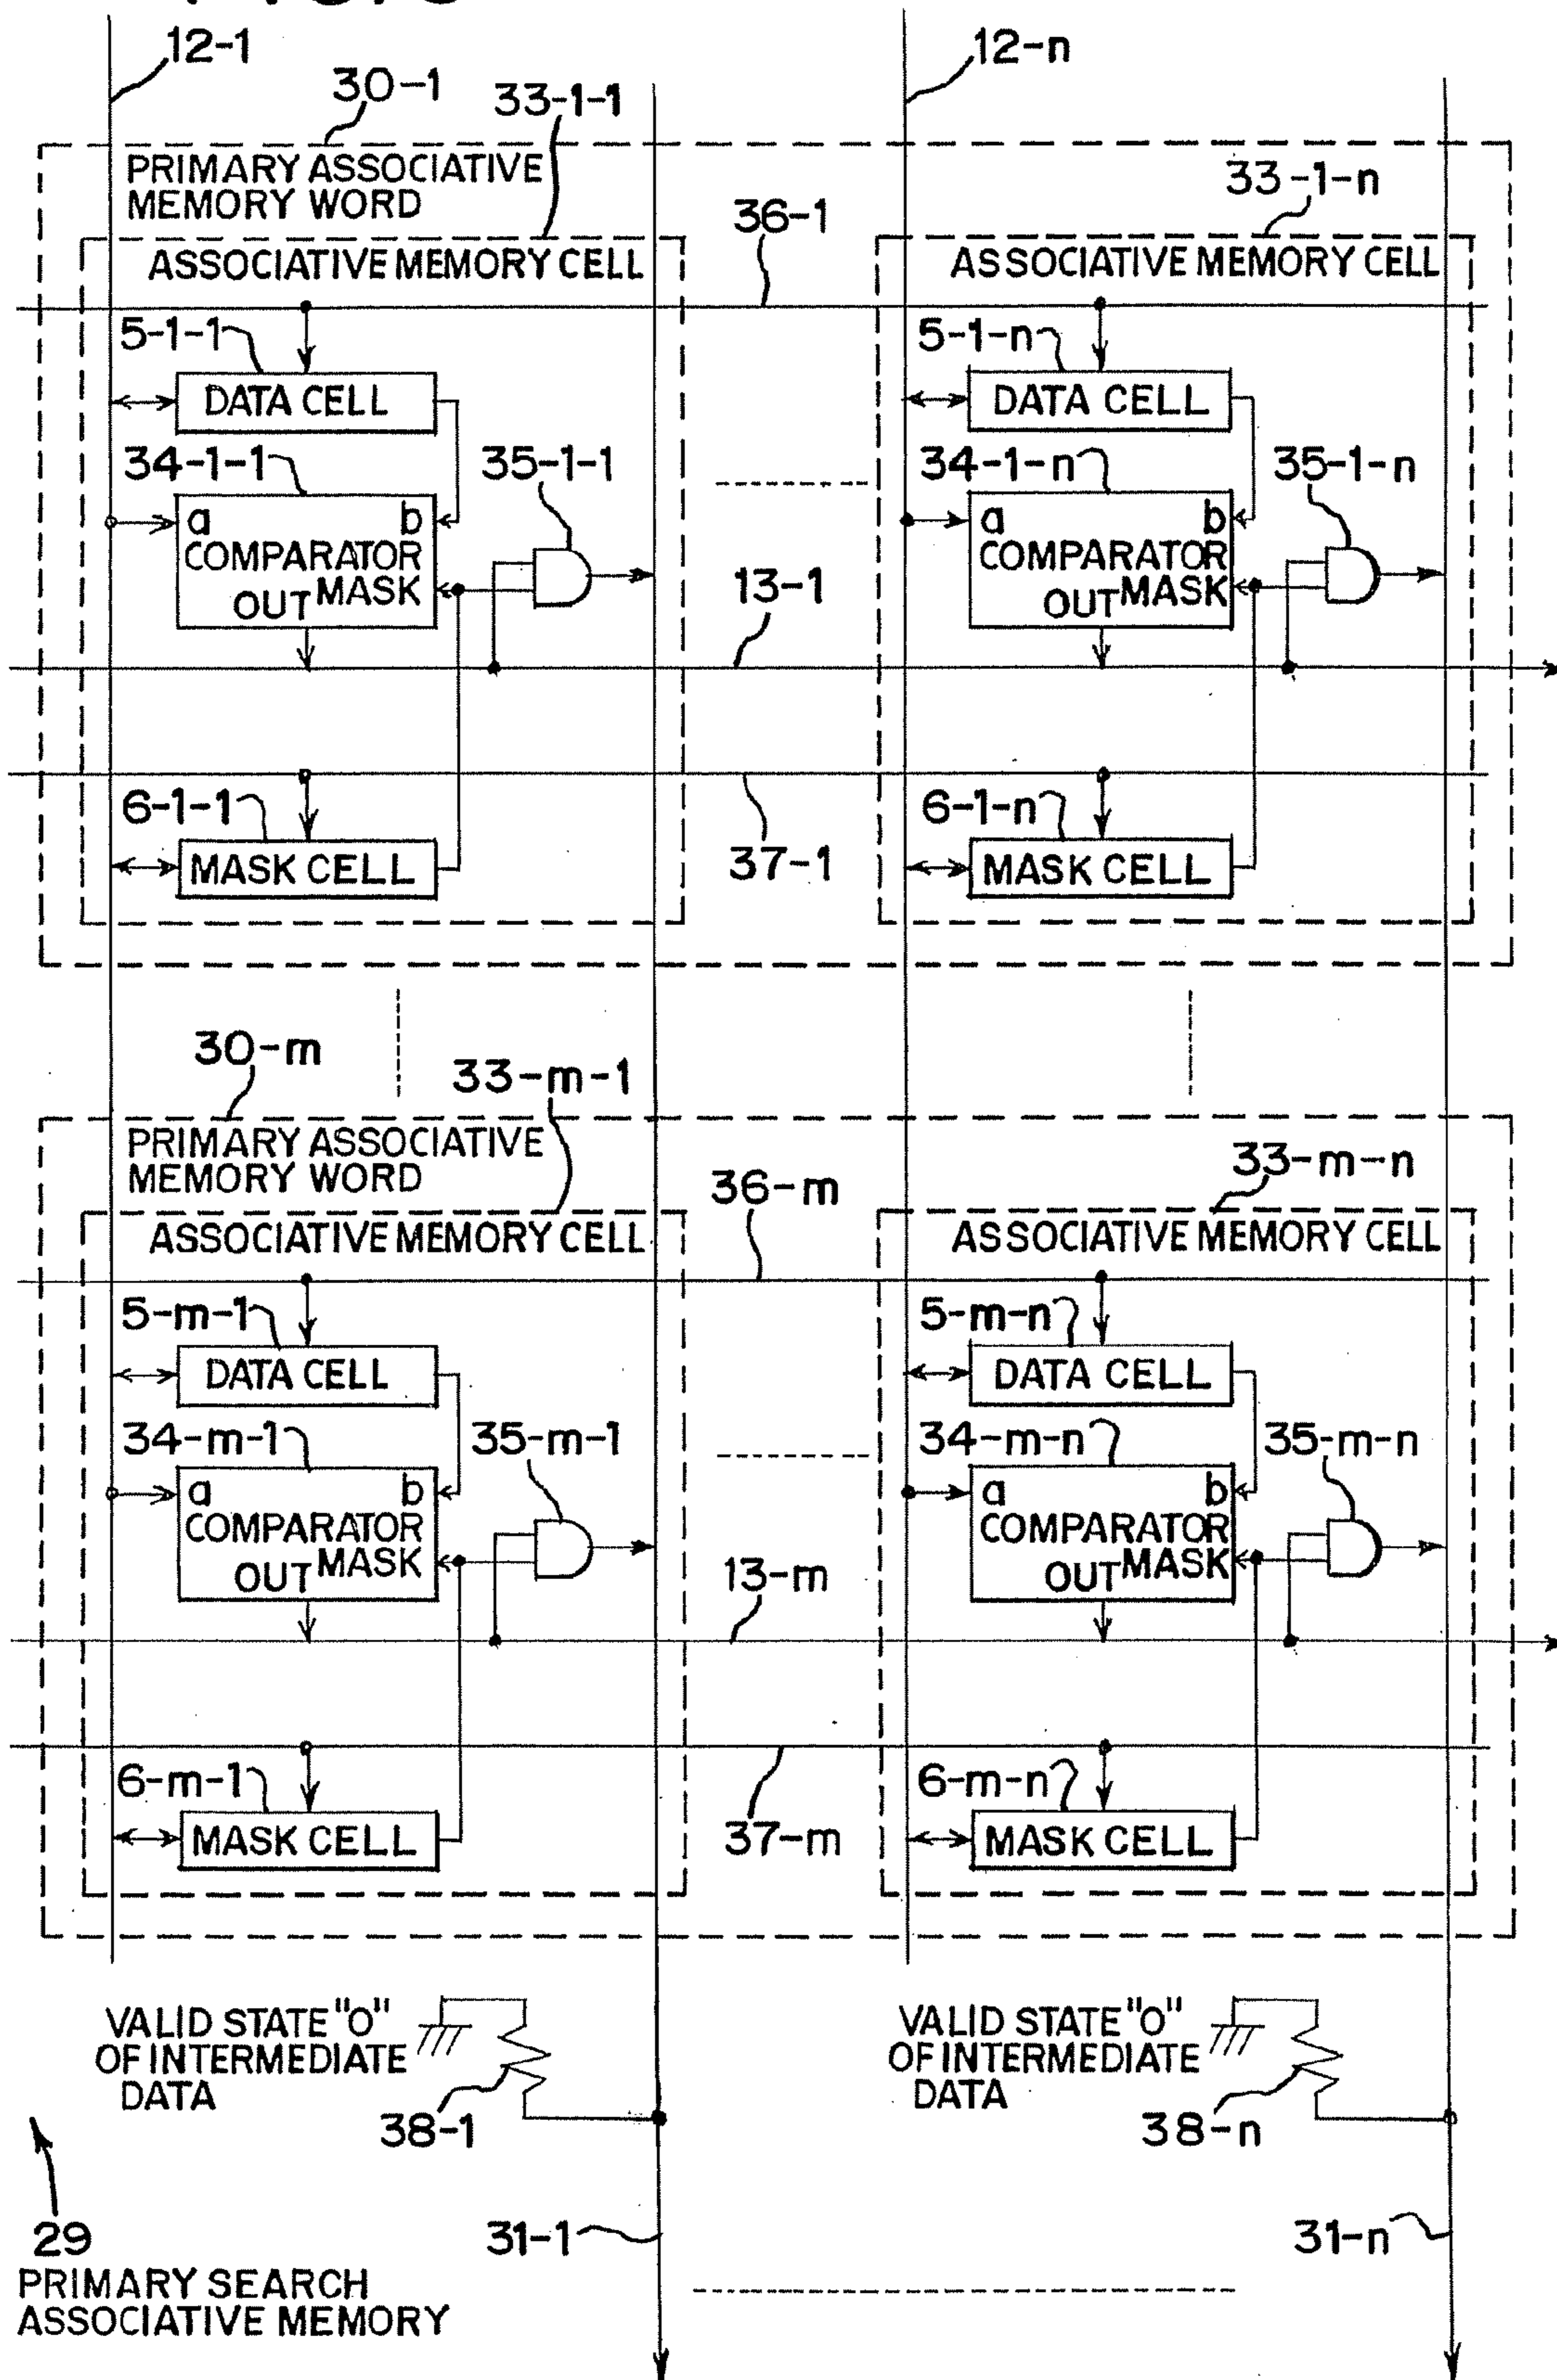 12-1
12-n
30-1
33-1-1
PRIMARY ASSOCIATIVE
MEMORY WORD
33-1-n
36-1
ASSOCIATIVE MEMORY CELL
ASSOCIATIVE MEMORY CELL
5-1-1
5-1-n
DATA CELL
DATA CELL
34-1-1
35-1-1
34-1-n
35-1-n
a b
COMPARATOR
OUT MASK
a b
COMPARATOR
OUT MASK
13-1
6-1-1
6-1-n
MASK CELL
37-1
MASK CELL
30-m
33-m-1
PRIMARY ASSOCIATIVE
MEMORY WORD
36-m
33-m-n
ASSOCIATIVE MEMORY CELL
ASSOCIATIVE MEMORY CELL
5-m-1
5-m-n
DATA CELL
DATA CELL
34-m-1
35-m-1
34-m-n
35-m-n
a b
COMPARATOR
OUT MASK
a b
COMPARATOR
OUT MASK
13-m
6-m-1
6-m-n
MASK CELL
37-m
MASK CELL
VALID STATE "0"
OF INTERMEDIATE
DATA
38-1
VALID STATE "0"
OF INTERMEDIATE
DATA
38-n
29
31-1
31-n
PRIMARY SEARCH
ASSOCIATIVE MEMORY